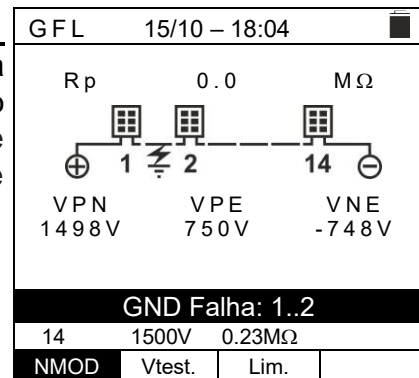 GFL 15/10 – 18:04
Rp 0.0 MΩ
1 2 14
VPN VPE VNE
1498V 750V -748V
GND Falha: 1..2
14 1500V 0.23MΩ
NMOD Vtest. Lim.